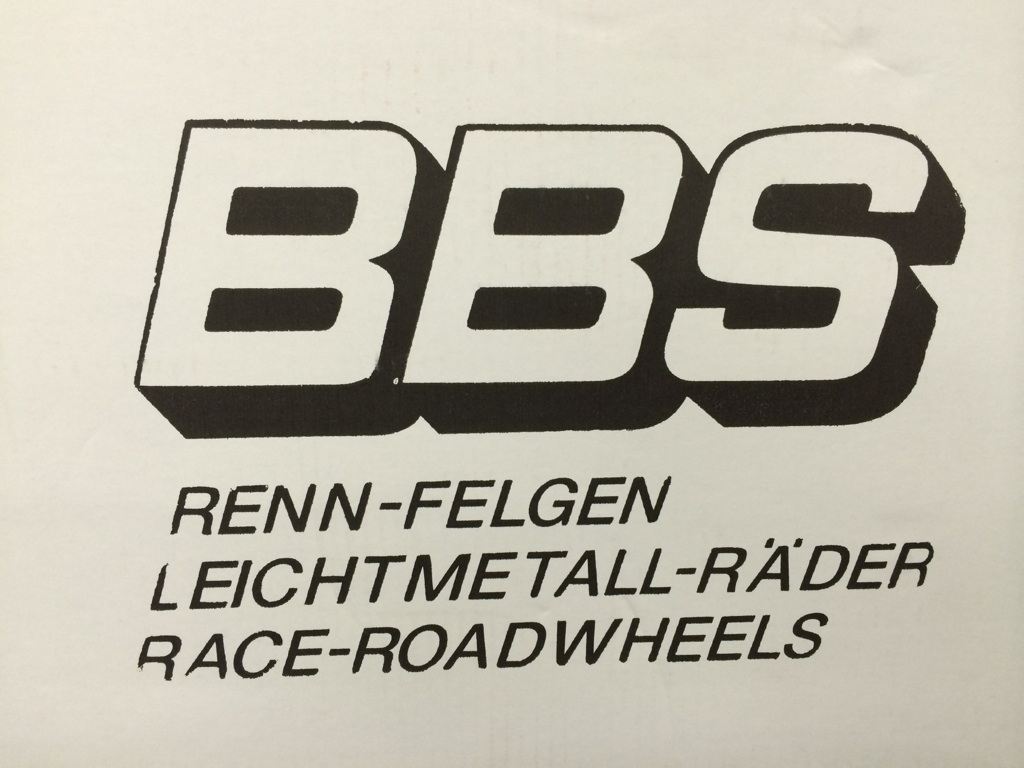 BBS
RENN-FELGEN
LEICHTMETALL-RÄDER
RACE-ROADWHEELS